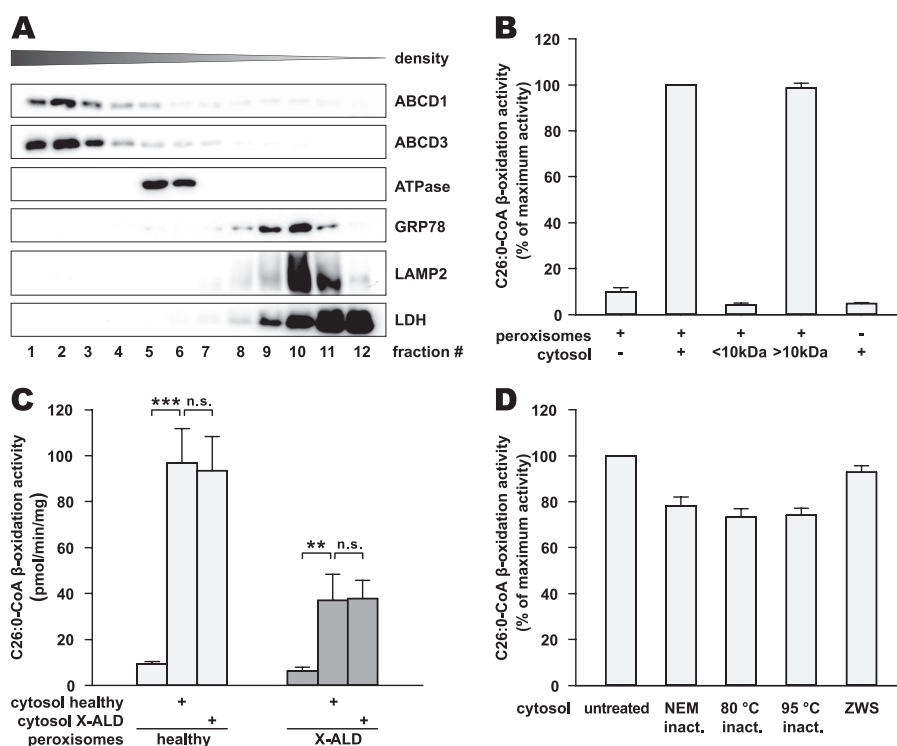 A
density
ABCD1
ABCD3
ATPase
GRP78
LAMP2
LDH
1 2 3 4 5 6 7 8 9 10 11 12 fraction #
B
C26:0-CoA β-oxidation activity
(% of maximum activity)
120
100
80
60
40
20
0
peroxisomes + + + + -
cytosol - + <10kDa >10kDa +
C
C26:0-CoA β-oxidation activity
(pmol/min/mg)
120
100
80
60
40
20
0
*** n.s.
** n.s.
cytosol healthy + +
cytosol X-ALD + +
peroxisomes healthy X-ALD
D
C26:0-CoA β-oxidation activity
(% of maximum activity)
120
100
80
60
40
20
0
cytosol untreated NEM 80 °C 95 °C ZWS
inact. inact. inact.